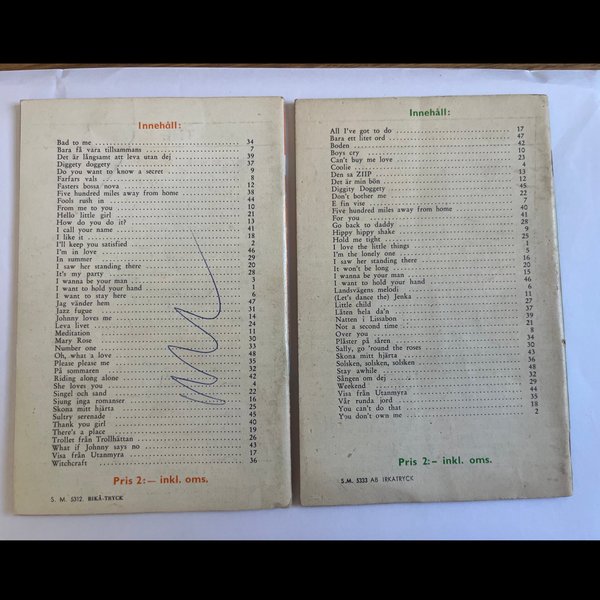 Innehåll:
Bad to me 34
Bara få vara tillsammans 7
Det är långsamt att leva utan dej 39
Diggety doggety 37
Do you want to know a secret 9
Farfars vals 8
Fasters bossa nova 12
Five hundred miles away from home 38
Fools rush in 44
From me to you 10
Hello little girl 21
How do you do it? 13
I call your name 41
I like it 18
I'll keep you satisfied 2
I'm in love 46
In summer 29
I saw her standing there 20
It's my party 28
I wanna be your man 3
I want to hold your hand 1
I want to stay here 6
Jag vänder hem 47
Jazz fugue 31
Johnny loves me 14
Leva livet 24
Meditation 11
Mary Rose 30
Number one 33
Oh, what a love 48
Please please me 35
På sommaren 32
Riding along alone 42
She loves you 4
Singel och sand 22
Sjung inga romanser 16
Skona mitt hjärta 25
Sultry serenade 45
Thank you girl 40
There's a place 19
Trollet från Trollhättan 26
What if Johnny says no 43
Visa från Utanmyra 17
Witchcraft 36
Pris 2:— inkl. oms.
S. M. 5312. RIKÅ-TRYCK
Innehåll:
All I've got to do 17
Bara ett litet ord 47
Boden 42
Boys cry 10
Can't buy me love 23
Coolie 4
Den sa ZIIP 13
Det är min bön 12
Diggity Doggety 45
Don't bother me 22
E fin vise 7
Five hundred miles away from home 40
For you 41
Go back to daddy 28
Hippy hippy shake 9
Hold me tight 25
I love the little things 1
I'm the lonely one 5
I saw her standing there 16
It won't be long 20
I wanna be your man 15
I want to hold your hand 46
Landsvägens melodi 6
(Let's dance the) Jenka 11
Little child 27
Låten hela da'n 37
Natten i Lissabon 39
Not a second time 21
Over you 8
Plåster på såren 34
Sally, go 'round the roses 30
Skona mitt hjärta 43
Solsken, solsken, solsken 36
Stay awhile 48
Sången om dej 32
Weekend 29
Visa från Utanmyra 44
Vår runda jord 35
You can't do that 18
You don't own me 2
Pris 2:- inkl. oms.
S.M. 5333 AB IRKATRYCK